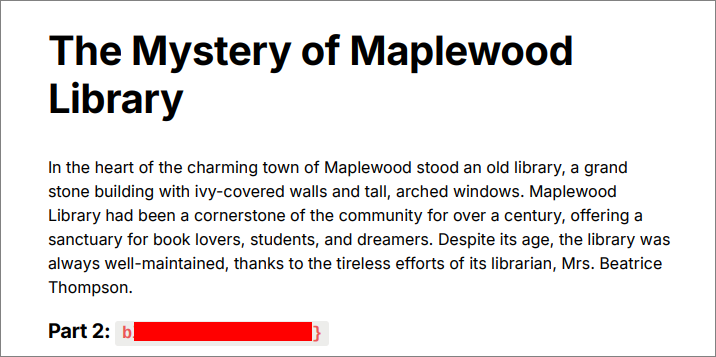 The Mystery of Maplewood
Library
In the heart of the charming town of Maplewood stood an old library, a grand
stone building with ivy-covered walls and tall, arched windows. Maplewood
Library had been a cornerstone of the community for over a century, offering a
sanctuary for book lovers, students, and dreamers. Despite its age, the library was
always well-maintained, thanks to the tireless efforts of its librarian, Mrs. Beatrice
Thompson.
Part 2: b }